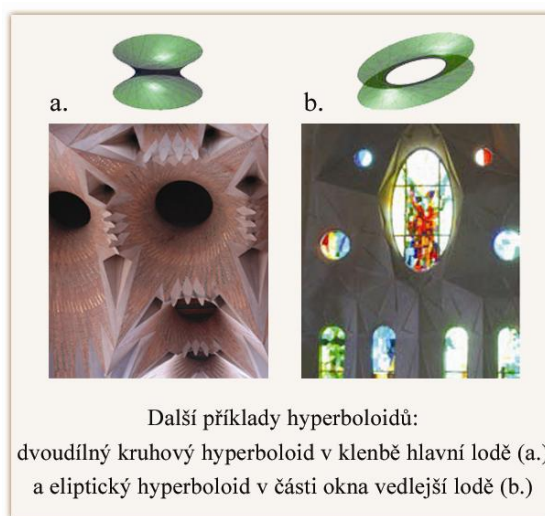 a.
b.
Další příklady hyperboloidů:
dvoudílný kruhový hyperboloid v klenbě hlavní lodě (a.)
a eliptický hyperboloid v části okna vedlejší lodě (b.)